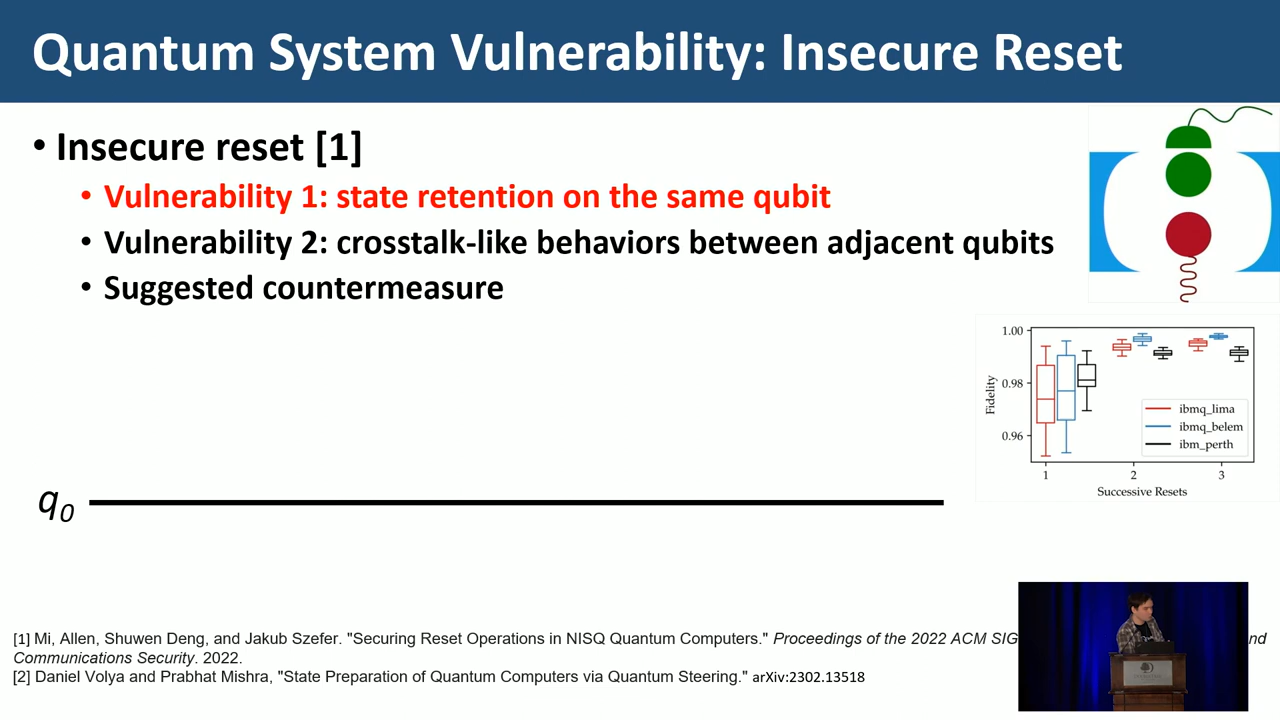 Quantum System Vulnerability: Insecure Reset
• Insecure reset [1]
• Vulnerability 1: state retention on the same qubit
• Vulnerability 2: crosstalk-like behaviors between adjacent qubits
• Suggested countermeasure
1.00
0.98
0.96
Fidelity
ibmq_lima
ibmq_belem
ibm_perth
1 2 3
Successive Resets
q0
[1] Mi, Allen, Shuwen Deng, and Jakub Szefer. "Securing Reset Operations in NISQ Quantum Computers." Proceedings of the 2022 ACM SIG nd
Communications Security. 2022.
[2] Daniel Volya and Prabhat Mishra, "State Preparation of Quantum Computers via Quantum Steering." arXiv:2302.13518